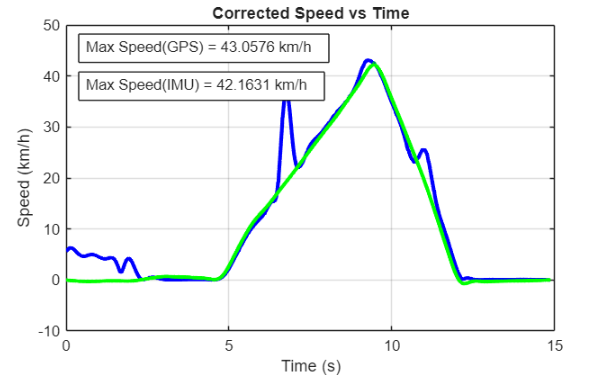 Corrected Speed vs Time
50
Max Speed(GPS) = 43.0576 km/h
40
Max Speed(IMU) = 42.1631 km/h
30
Speed (km/h)
20
10
0
-10
0 5 10 15
Time (s)